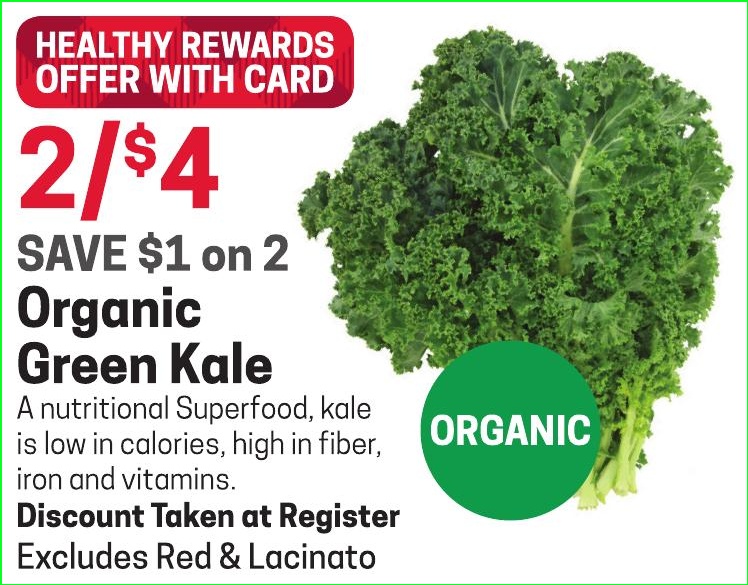 HEALTHY REWARDS
OFFER WITH CARD
2/$4
SAVE $1 on 2
Organic
Green Kale
A nutritional Superfood, kale
is low in calories, high in fiber,
iron and vitamins.
Discount Taken at Register
Excludes Red & Lacinato
ORGANIC